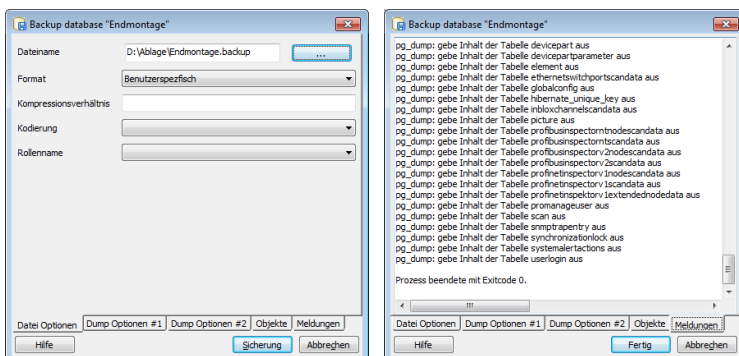 Backup database "Endmontage"
Dateiname
D:\Ablage\Endmontage.backup
...
Format
Benutzerspezfisch
Kompressionsverhältnis
Kodierung
Rollenname
Datei Optionen
Dump Optionen #1
Dump Optionen #2
Objekte
Meldungen
Hilfe
Sicherung
Abbrechen
Backup database "Endmontage"
pg_dump: gebe Inhalt der Tabelle devicepart aus
pg_dump: gebe Inhalt der Tabelle devicepartparameter aus
pg_dump: gebe Inhalt der Tabelle element aus
pg_dump: gebe Inhalt der Tabelle ethernetswitchportscandata aus
pg_dump: gebe Inhalt der Tabelle globalconfig aus
pg_dump: gebe Inhalt der Tabelle hibernate_unique_key aus
pg_dump: gebe Inhalt der Tabelle inbloxchannelscandata aus
pg_dump: gebe Inhalt der Tabelle picture aus
pg_dump: gebe Inhalt der Tabelle profibusinspectorntnodescandata aus
pg_dump: gebe Inhalt der Tabelle profibusinspectorntscandata aus
pg_dump: gebe Inhalt der Tabelle profibusinspectorv2nodescandata aus
pg_dump: gebe Inhalt der Tabelle profibusinspectorv2scandata aus
pg_dump: gebe Inhalt der Tabelle profinetinspectorv1nodescandata aus
pg_dump: gebe Inhalt der Tabelle profinetinspektorv1scandata aus
pg_dump: gebe Inhalt der Tabelle profinetinspektorv1extendednodedata aus
pg_dump: gebe Inhalt der Tabelle promanageuser aus
pg_dump: gebe Inhalt der Tabelle scan aus
pg_dump: gebe Inhalt der Tabelle snmptrapentry aus
pg_dump: gebe Inhalt der Tabelle synchronizationlock aus
pg_dump: gebe Inhalt der Tabelle systemalertactions aus
pg_dump: gebe Inhalt der Tabelle userlogin aus
Prozess beendete mit Exitcode 0.
Datei Optionen
Dump Optionen #1
Dump Optionen #2
Objekte
Meldungen
Hilfe
Fertig
Abbrechen